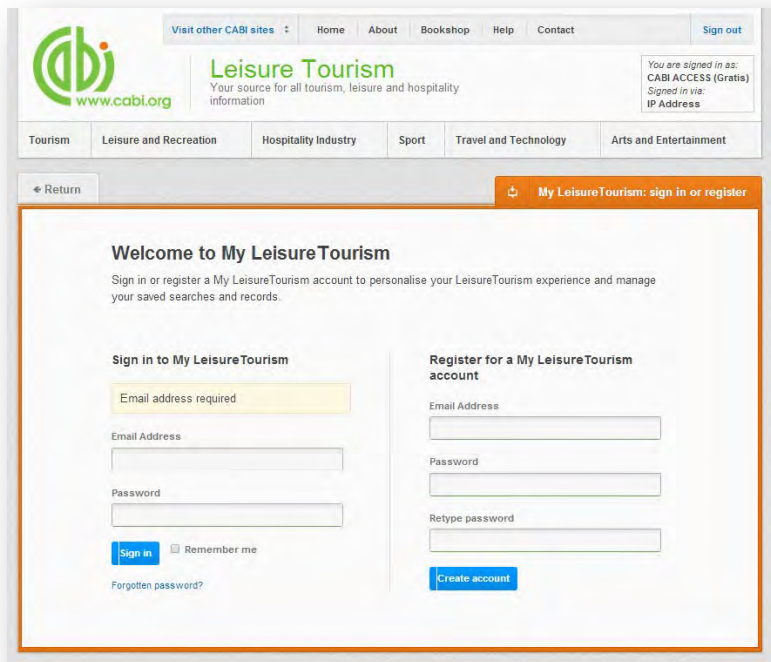 Visit other CABI sites
Home
About
Bookshop
Help
Contact
Sign out
cabi
www.cabi.org
Leisure Tourism
Your source for all tourism, leisure and hospitality
information
You are signed in as:
CABI ACCESS (Gratis)
Signed in via:
IP Address
Tourism
Leisure and Recreation
Hospitality Industry
Sport
Travel and Technology
Arts and Entertainment
Return
My LeisureTourism: sign in or register
Welcome to My LeisureTourism
Sign in or register a My LeisureTourism account to personalise your LeisureTourism experience and manage
your saved searches and records.
Sign in to My LeisureTourism
Email address required
Email Address
Password
Sign in
Remember me
Forgotten password?
Register for a My LeisureTourism
account
Email Address
Password
Retype password
Create account